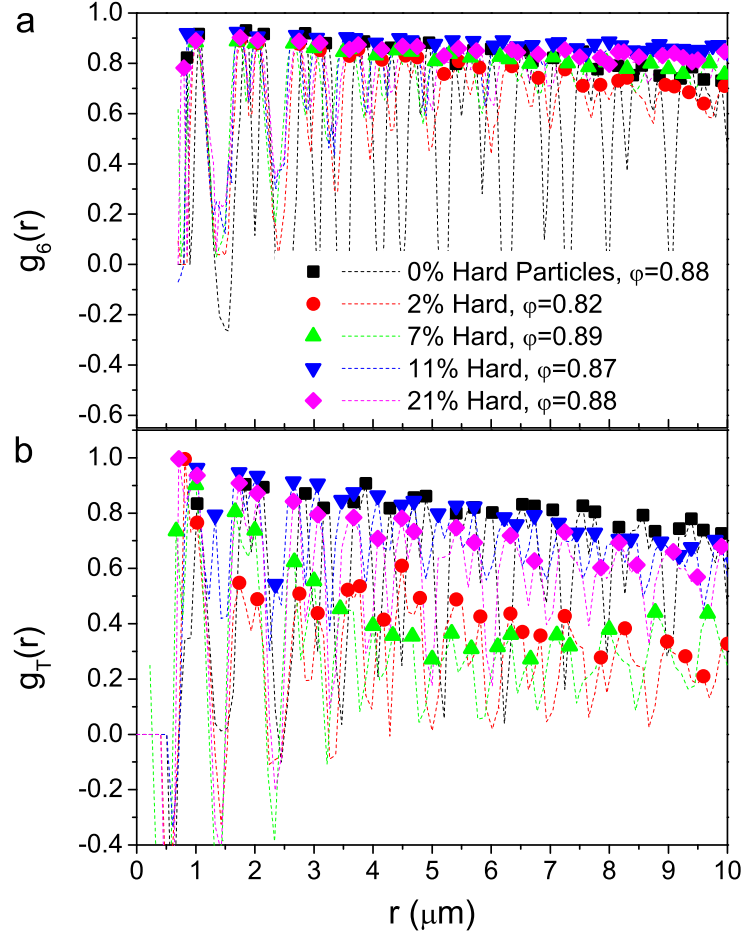 a
1.0
0.8
0.6
0.4
0.2
0.0
-0.2
-0.4
-0.6
g6(r)
0% Hard Particles, φ=0.88
2% Hard, φ=0.82
7% Hard, φ=0.89
11% Hard, φ=0.87
21% Hard, φ=0.88
b
1.0
0.8
0.6
0.4
0.2
0.0
-0.4
gT(r)
0 1 2 3 4 5 6 7 8 9 10
r (μm)